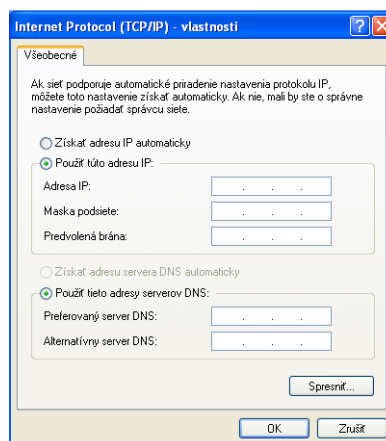 Internet Protocol (TCP/IP) - vlastnosti
Všeobecné
Ak sieť podporuje automatické priradenie nastavenia protokolu IP,
môžete toto nastavenie získať automaticky. Ak nie, mali by ste o správne
nastavenie požiadať správcu siete.
Získať adresu IP automaticky
Použiť túto adresu IP:
Adresa IP:
Maska podsiete:
Predvolená brána:
Získať adresu servera DNS automaticky
Použiť tieto adresy serverov DNS:
Preferovaný server DNS:
Alternatívny server DNS:
Spresniť...
OK
Zrušiť